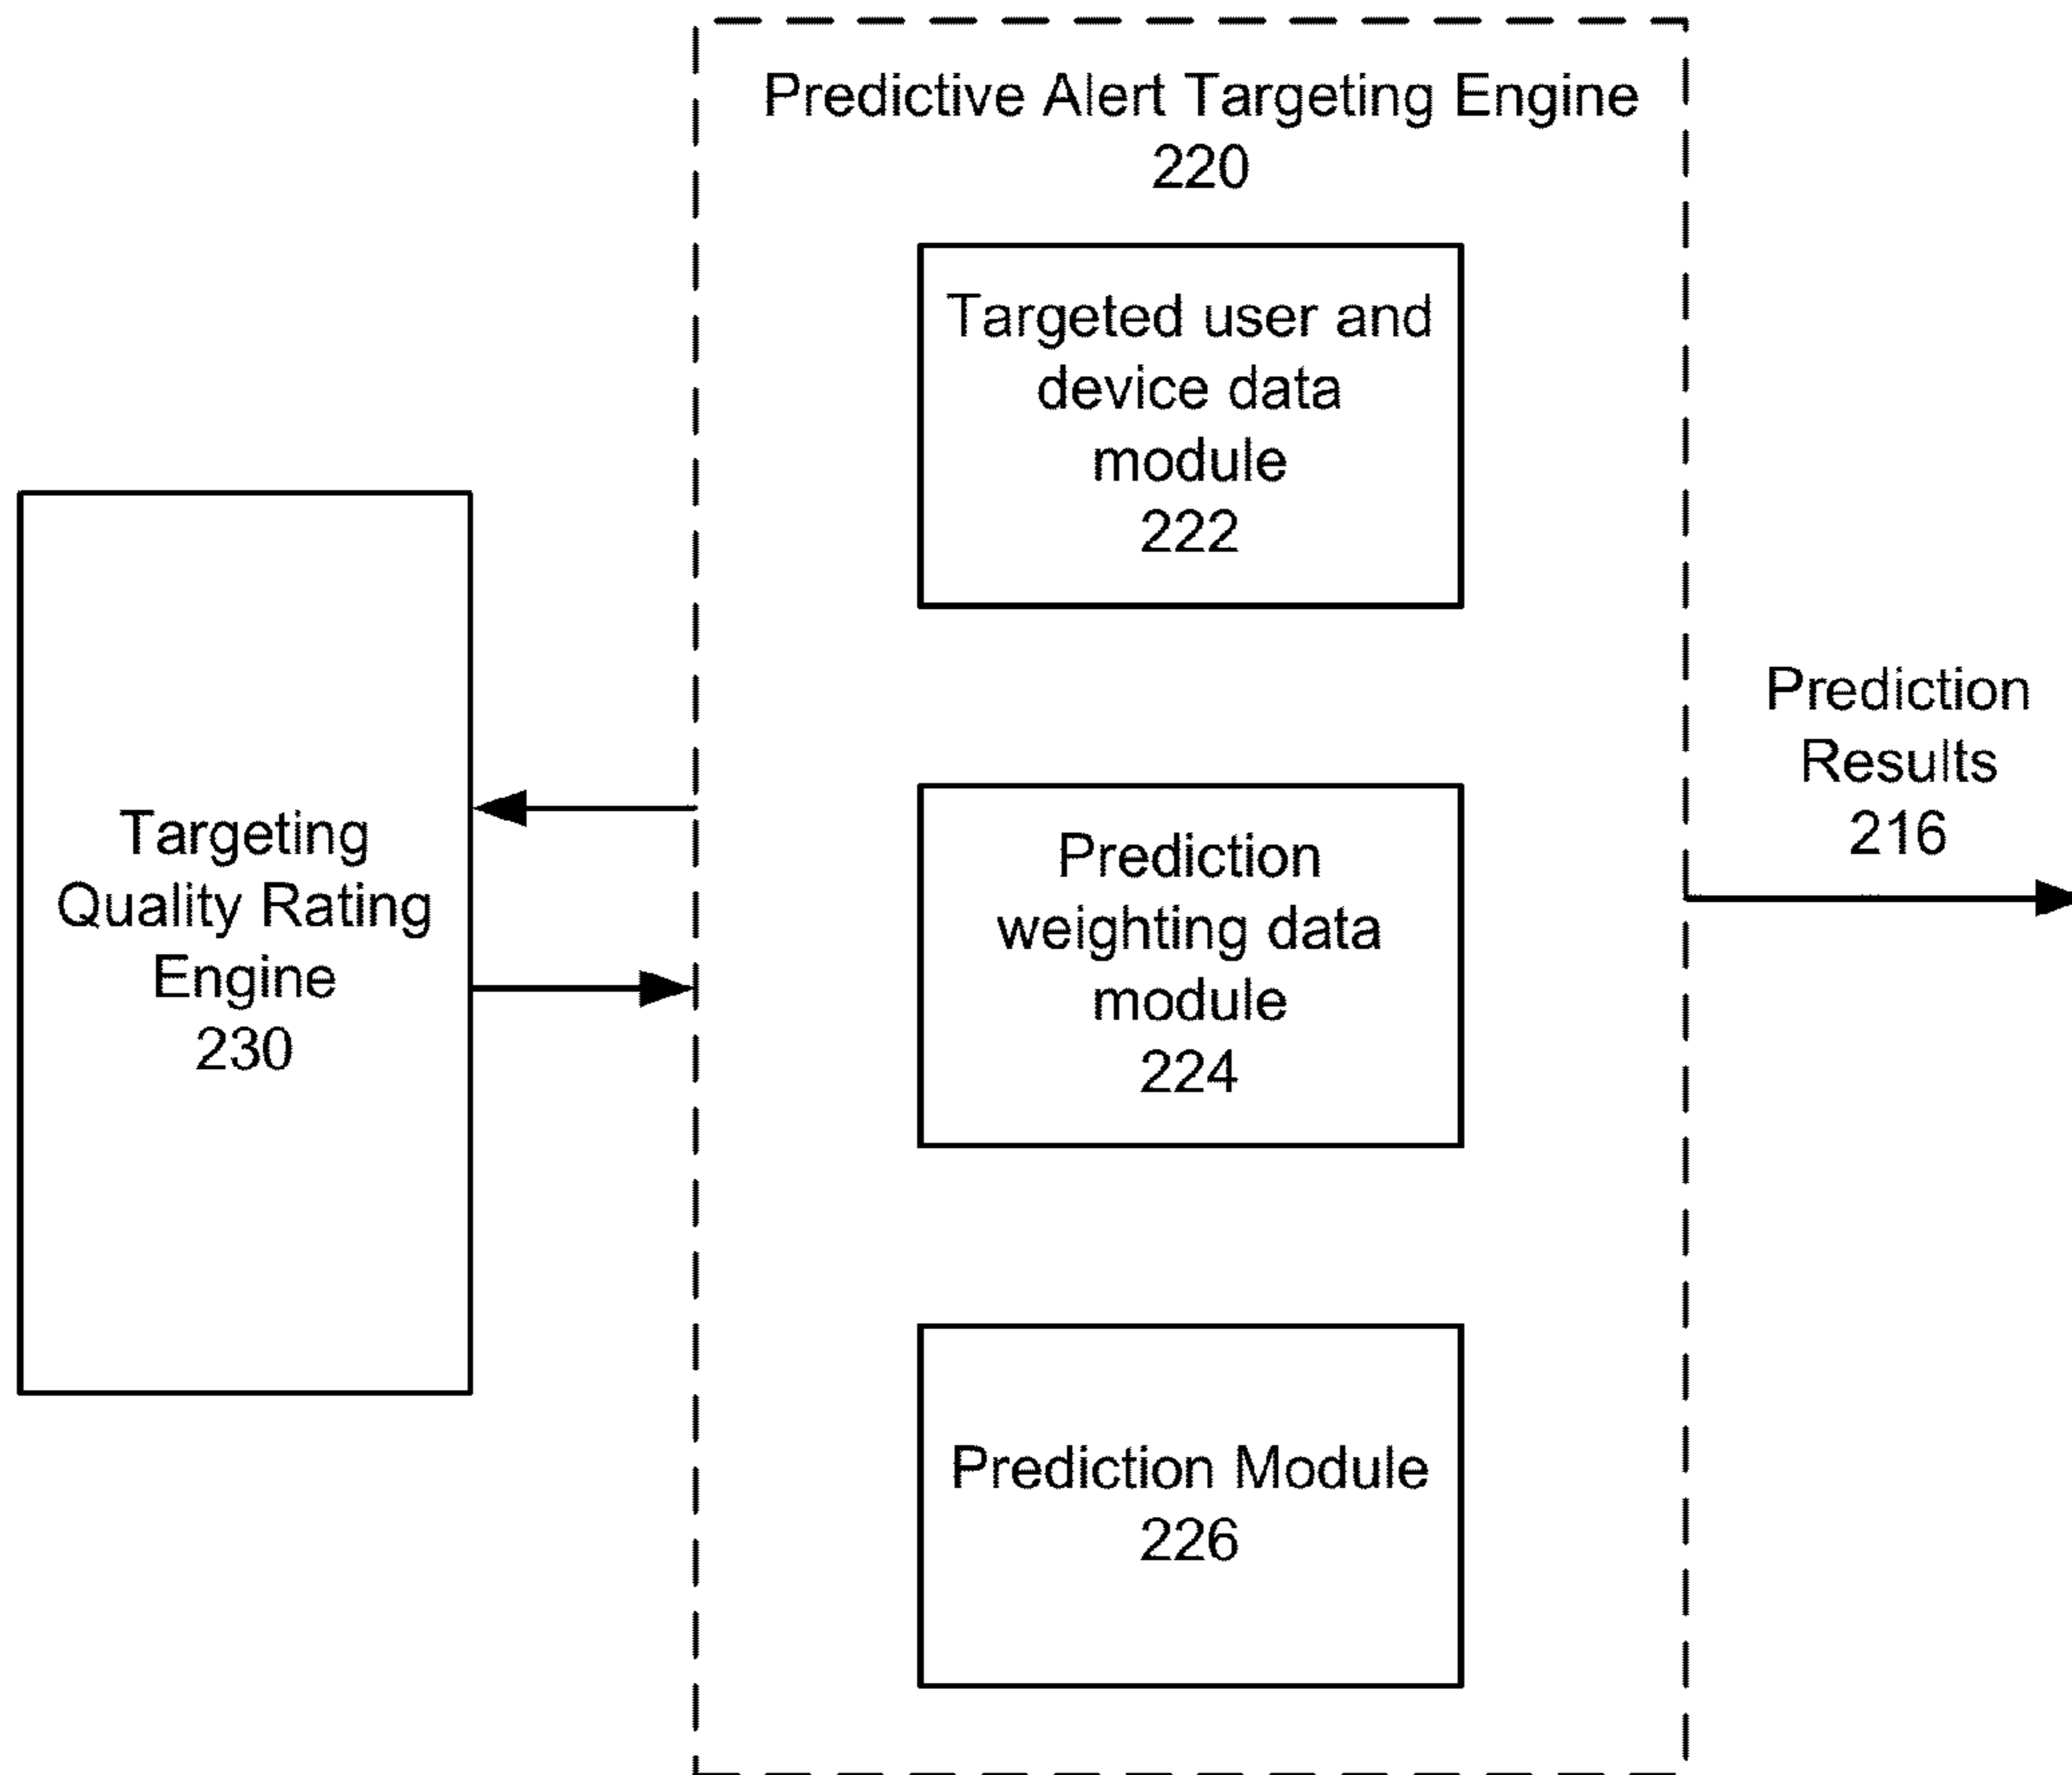 Predictive Alert Targeting Engine
220
Targeted user and
device data
module
222
Targeting
Quality Rating
Engine
230
Prediction
weighting data
module
224
Prediction Module
226
Prediction
Results
216